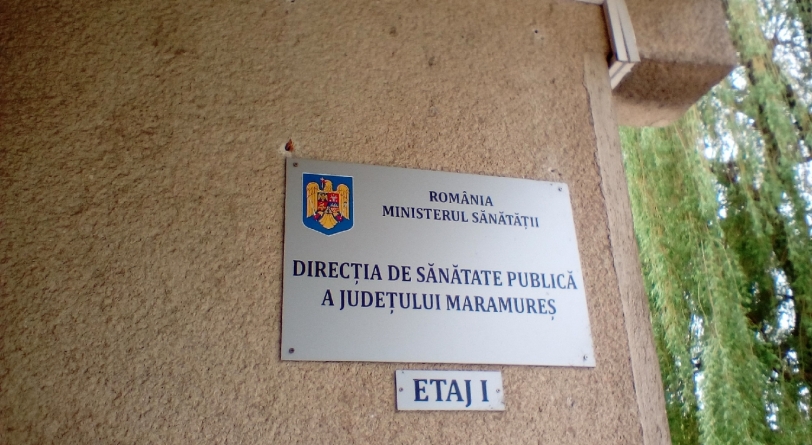 ROMÂNIA
MINISTERUL SĂNĂTĂȚII
DIRECȚIA DE SĂNĂTATE PUBLICĂ
A JUDEȚULUI MARAMUREȘ
ETAJ I